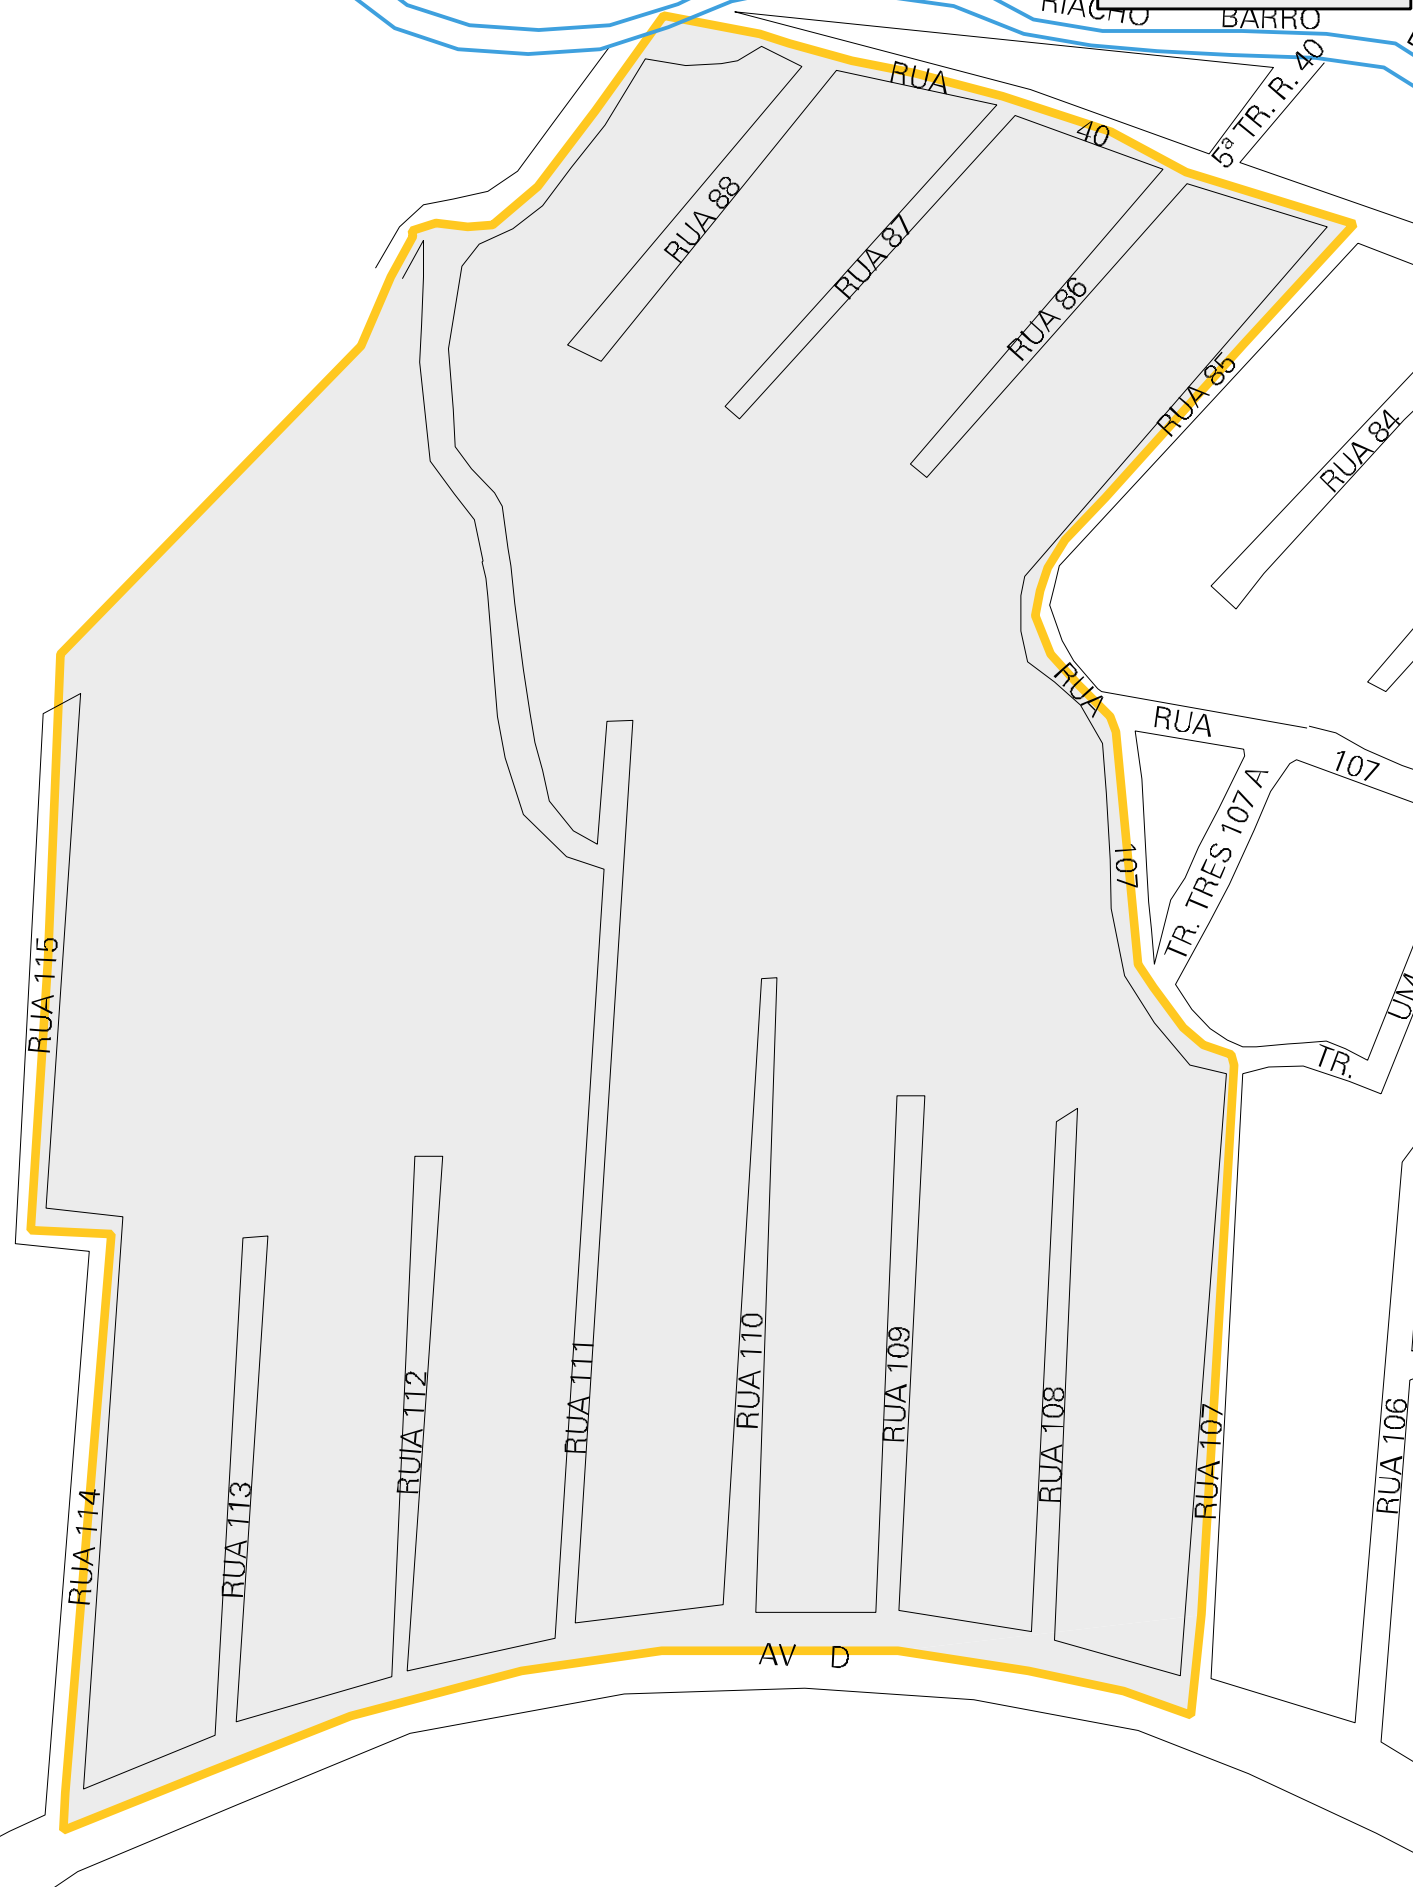 RIACHO BARRO
RUA 40
5ª TR. R. 40
RUA 88
RUA 87
RUA 86
RUA 85
RUA 84
RUA 107
RUA 107
TR. TRES 107 A
UM
TR.
RUA 115
RUA 114
RUA 113
RUIA 112
RUA 111
RUA 110
RUA 109
RUA 108
RUA 107
RUA 106
AV D